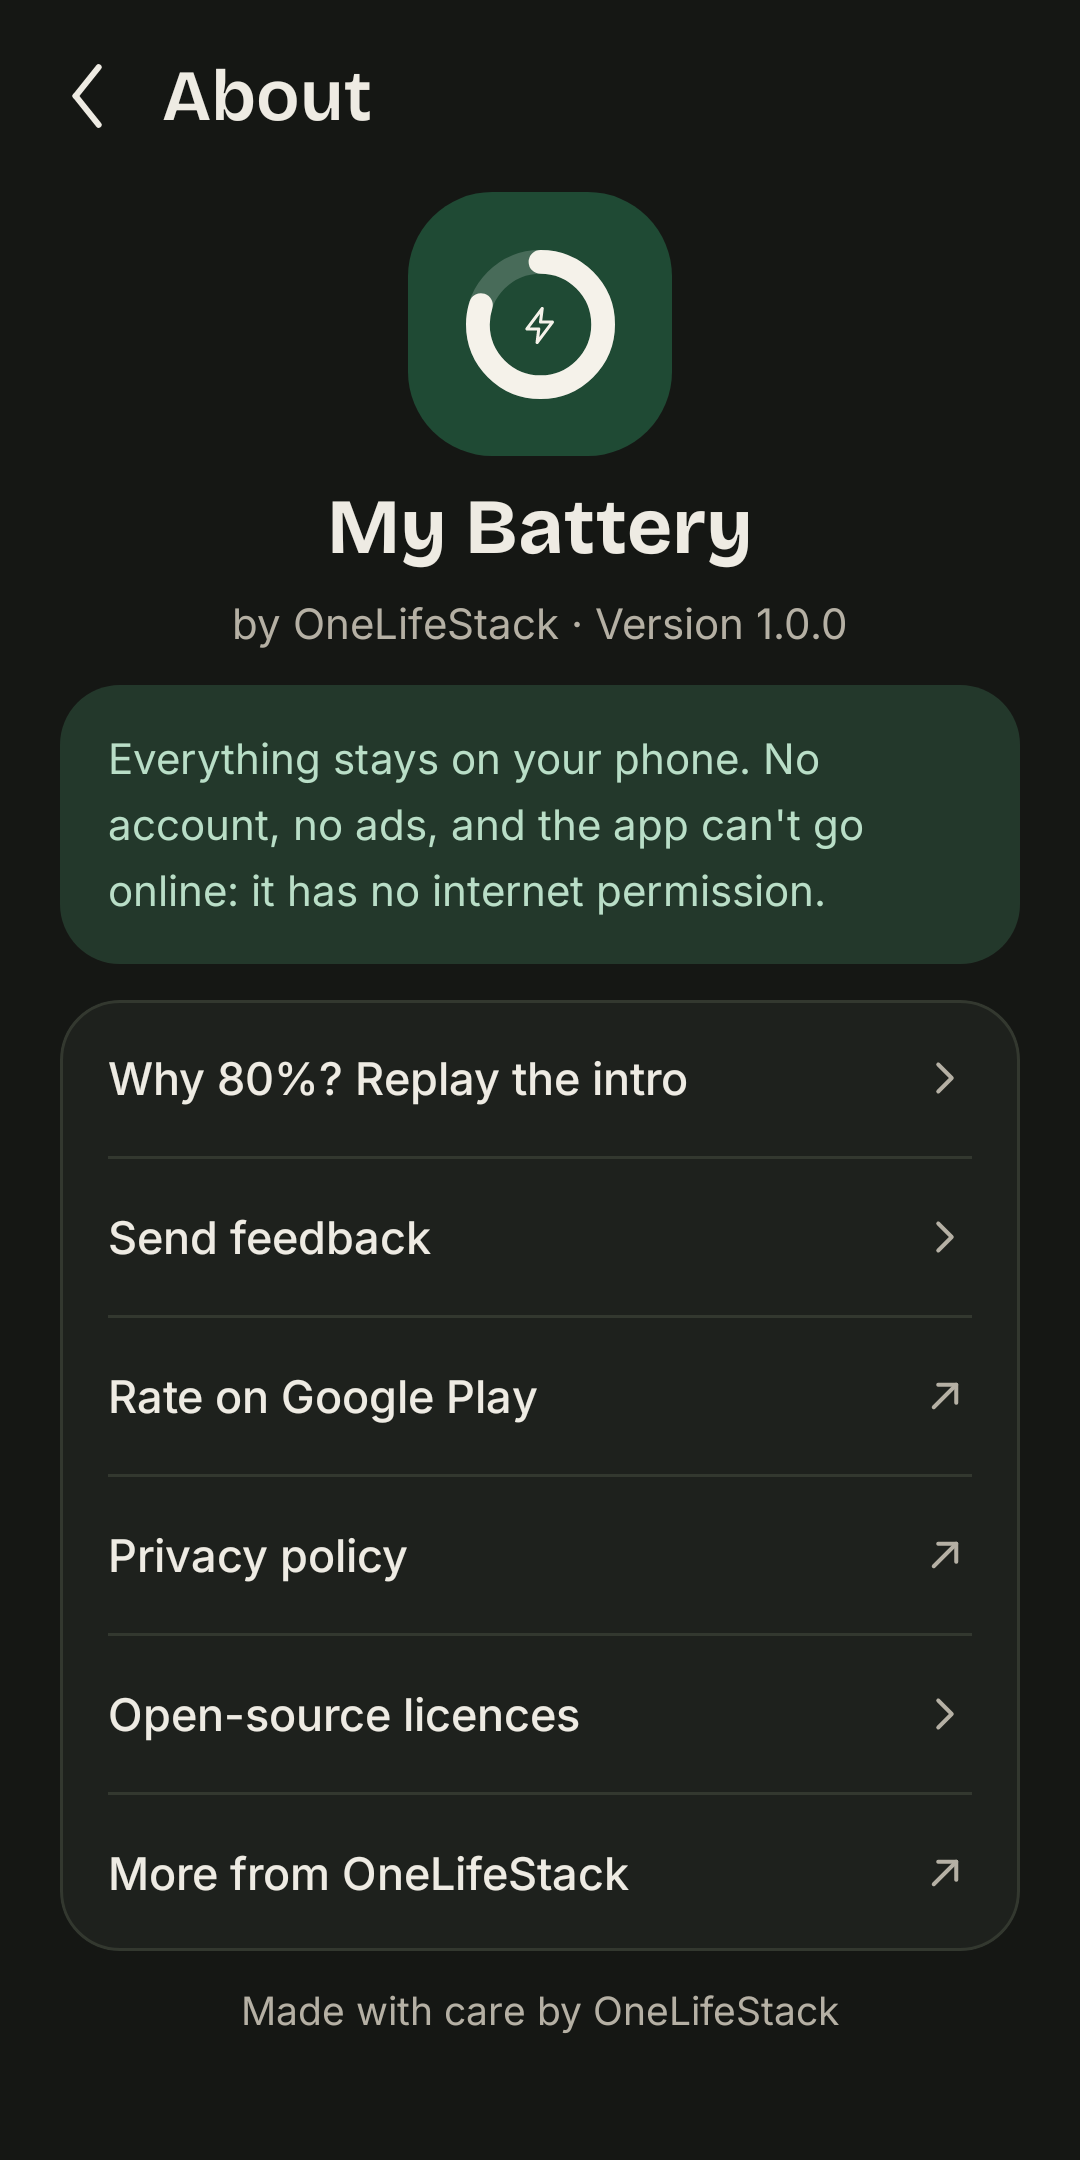 About
My Battery
by OneLifeStack · Version 1.0.0
Everything stays on your phone. No
account, no ads, and the app can't go
online: it has no internet permission.
Why 80%? Replay the intro
Send feedback
Rate on Google Play
Privacy policy
Open-source licences
More from OneLifeStack
Made with care by OneLifeStack